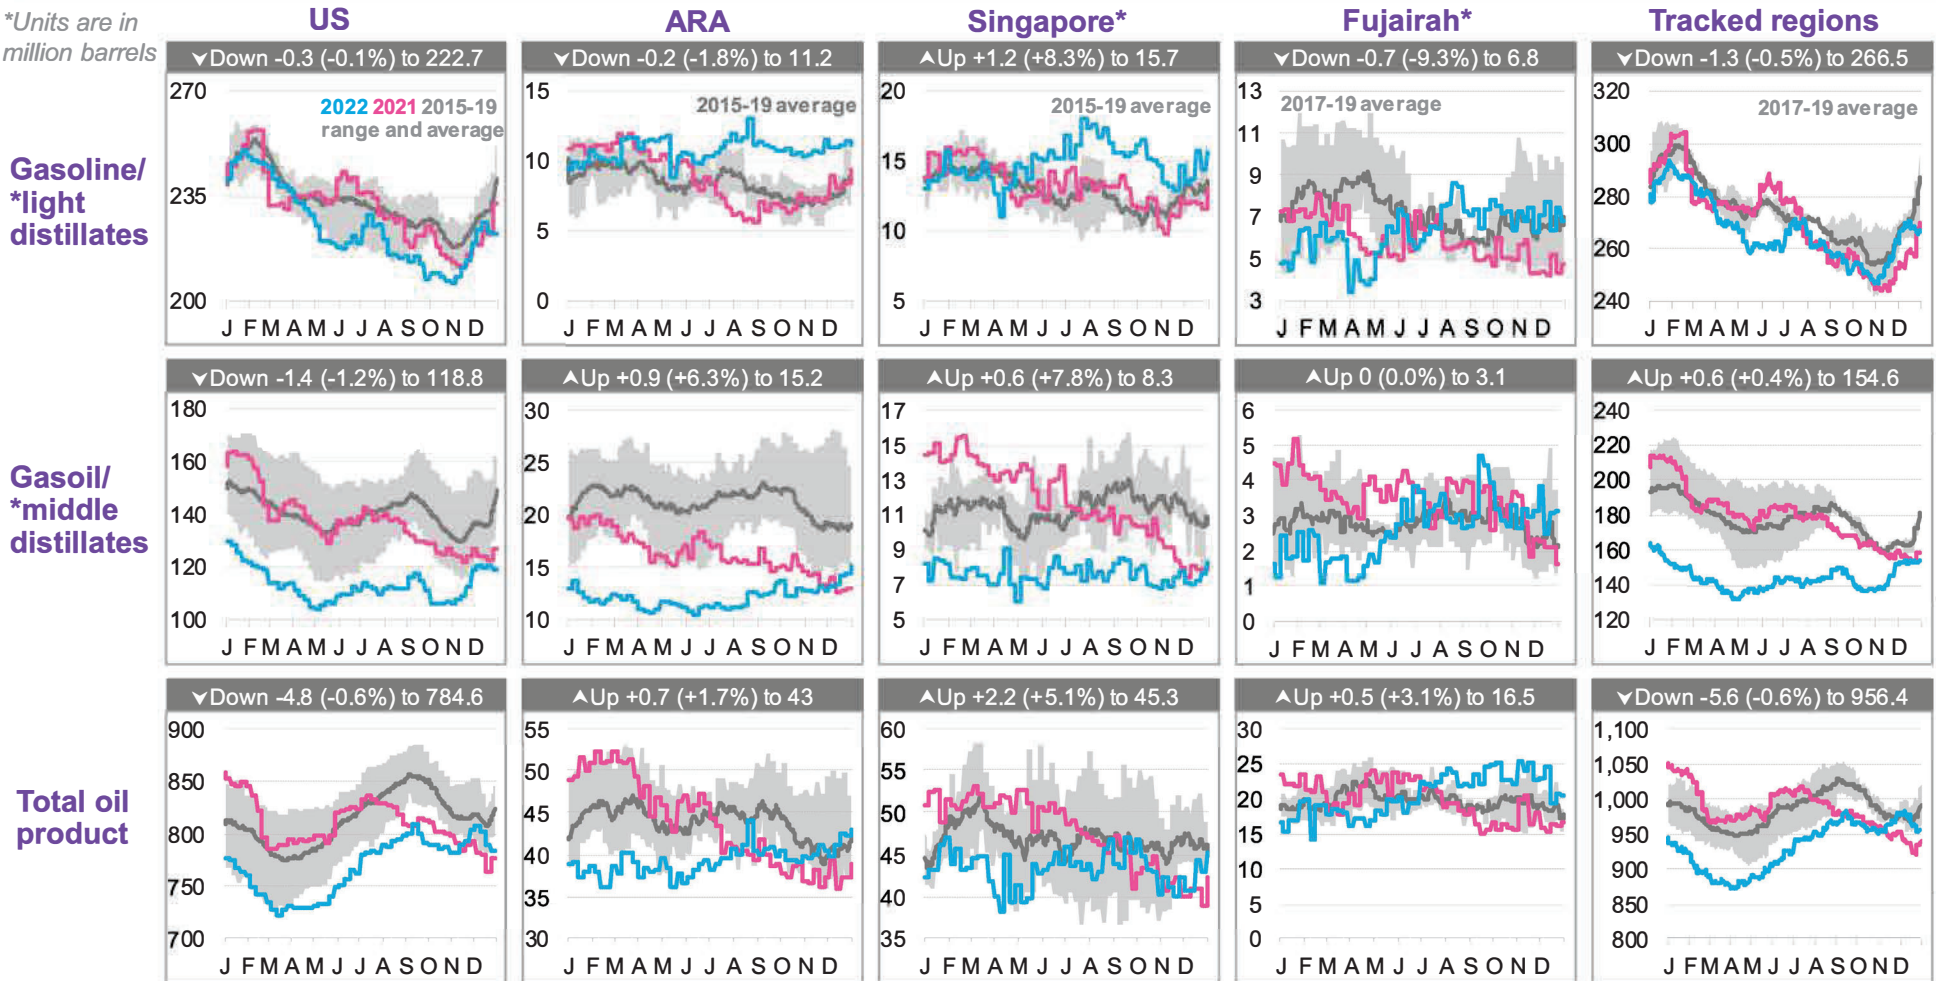 *Units are in
million barrels
US
ARA
Singapore*
Fujairah*
Tracked regions
Gasoline/
*light
distillates
Down -0.3 (-0.1%) to 222.7
270
235
200
2022 2021 2015-19
range and average
J F M A M J J A S O N D
Down -0.2 (-1.8%) to 11.2
15
10
5
0
2015-19 average
J F M A M J J A S O N D
Up +1.2 (+8.3%) to 15.7
20
15
10
5
2015-19 average
J F M A M J J A S O N D
Down -0.7 (-9.3%) to 6.8
13
11
9
7
5
3
2017-19 average
J F M A M J J A S O N D
Down -1.3 (-0.5%) to 266.5
320
300
280
260
240
2017-19 average
J F M A M J J A S O N D
Gasoil/
*middle
distillates
Down -1.4 (-1.2%) to 118.8
180
160
140
120
100
J F M A M J J A S O N D
Up +0.9 (+6.3%) to 15.2
30
25
20
15
10
J F M A M J J A S O N D
Up +0.6 (+7.8%) to 8.3
17
15
13
11
9
7
5
J F M A M J J A S O N D
Up 0 (0.0%) to 3.1
6
5
4
3
2
1
0
J F M A M J J A S O N D
Up +0.6 (+0.4%) to 154.6
240
220
200
180
160
140
120
J F M A M J J A S O N D
Total oil
product
Down -4.8 (-0.6%) to 784.6
900
850
800
750
700
J F M A M J J A S O N D
Up +0.7 (+1.7%) to 43
55
50
45
40
35
30
J F M A M J J A S O N D
Up +2.2 (+5.1%) to 45.3
60
55
50
45
40
35
J F M A M J J A S O N D
Up +0.5 (+3.1%) to 16.5
30
25
20
15
10
5
0
J F M A M J J A S O N D
Down -5.6 (-0.6%) to 956.4
1,100
1,050
1,000
950
900
850
800
J F M A M J J A S O N D